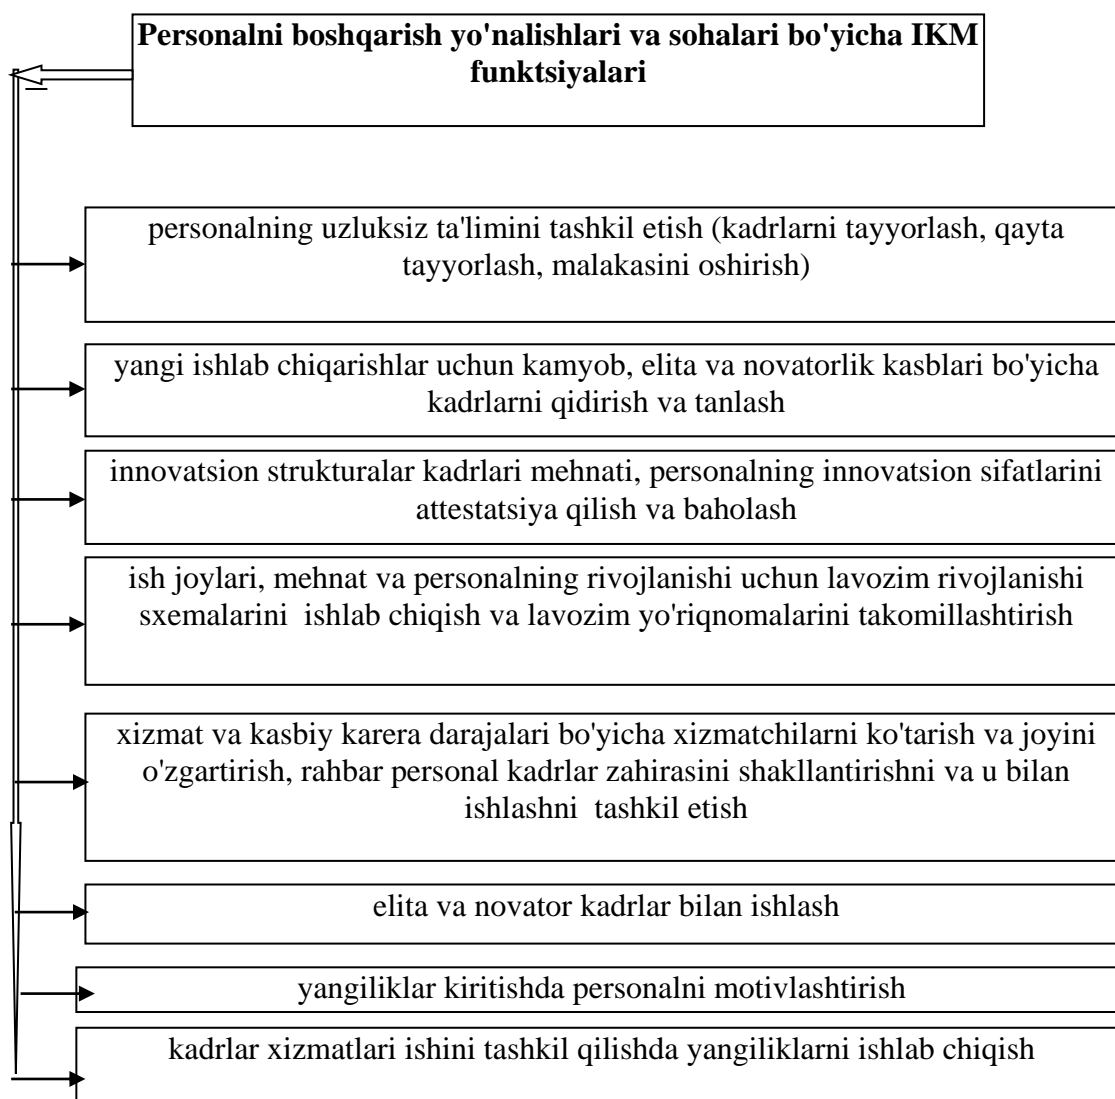 Personalni boshqarish yo'nalishlari va sohalari bo'yicha IKM
funktsiyalari
personalning uzluksiz ta'limini tashkil etish (kadrlarni tayyorlash, qayta
tayyorlash, malakasini oshirish)
yangi ishlab chiqarishlar uchun kamyob, elita va novatorlik kasblari bo'yicha
kadrlarni qidirish va tanlash
innovatsion strukturalar kadrlari mehnati, personalning innovatsion sifatlarini
attestatsiya qilish va baholash
ish joylari, mehnat va personalning rivojlanishi uchun lavozim rivojlanishi
sxemalarini  ishlab chiqish va lavozim yo'riqnomalarini takomillashtirish
xizmat va kasbiy karera darajalari bo'yicha xizmatchilarni ko'tarish va joyini
o'zgartirish, rahbar personal kadrlar zahirasini shakllantirishni va u bilan
ishlashni  tashkil etish
elita va novator kadrlar bilan ishlash
yangiliklar kiritishda personalni motivlashtirish
kadrlar xizmatlari ishini tashkil qilishda yangiliklarni ishlab chiqish